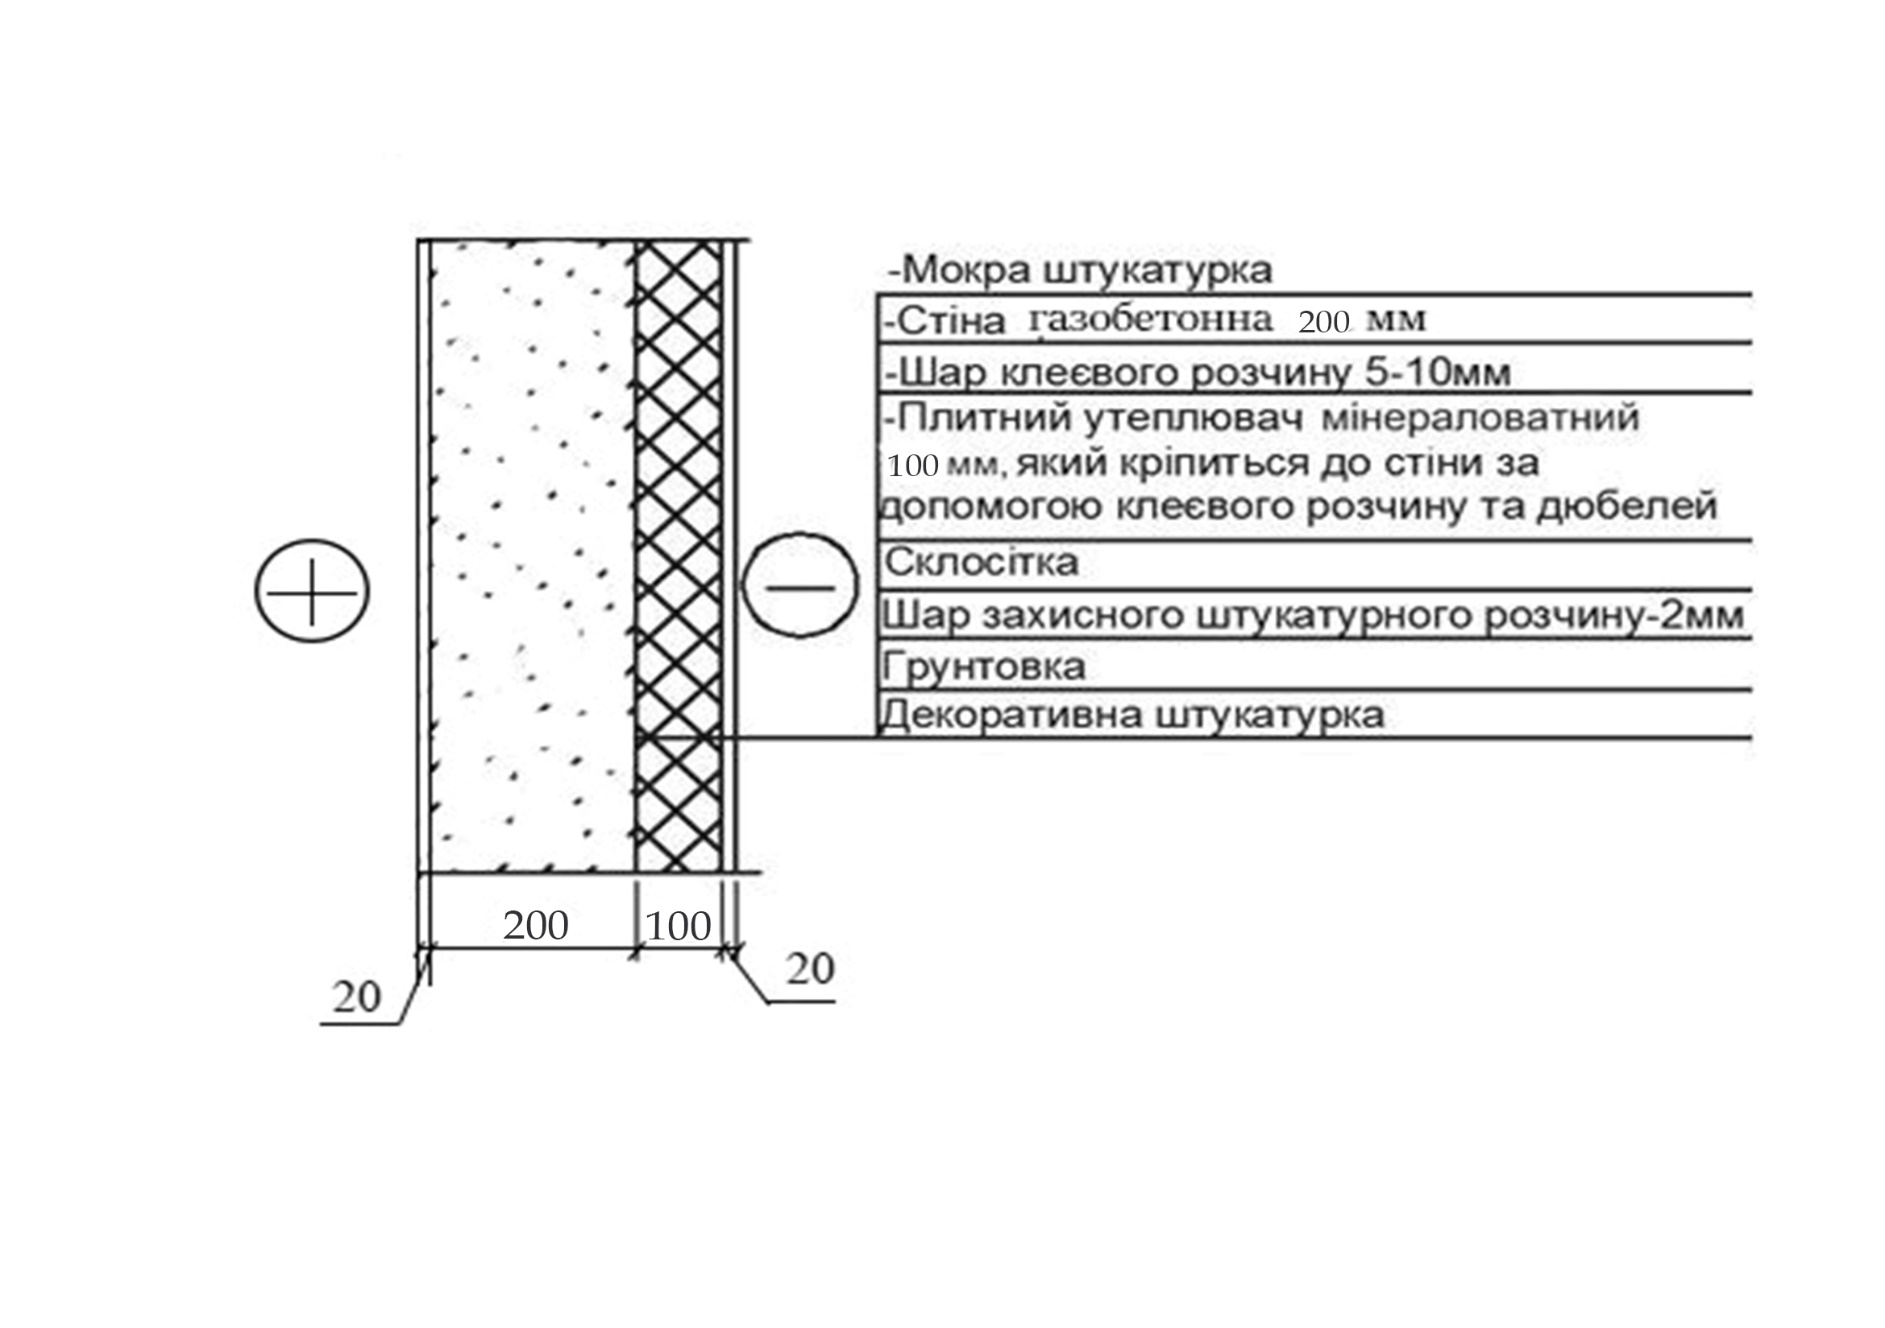 -Мокра штукатурка
-Стіна газобетонна 200 мм
-Шар клеєвого розчину 5-10мм
-Плитний утеплювач мінераловатний
100 мм, який кріпиться до стіни за
допомогою клеєвого розчину та дюбелей
Склосітка
Шар захисного штукатурного розчину-2мм
Грунтовка
Декоративна штукатурка
200
100
20
20